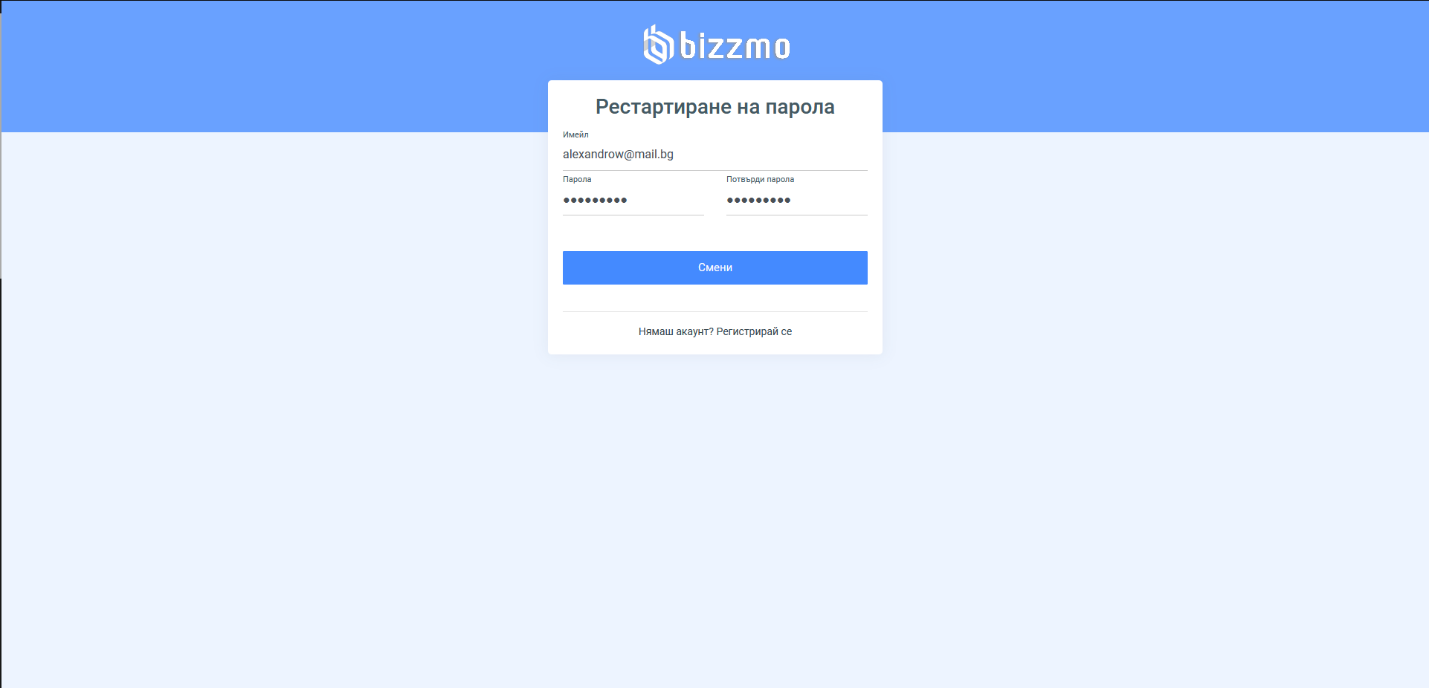 bizzmo
Рестартиране на парола
Имейл
alexandrow@mail.bg
Парола Потвърди парола
●●●●●●●●● ●●●●●●●●●
Смени
Нямаш акаунт? Регистрирай се